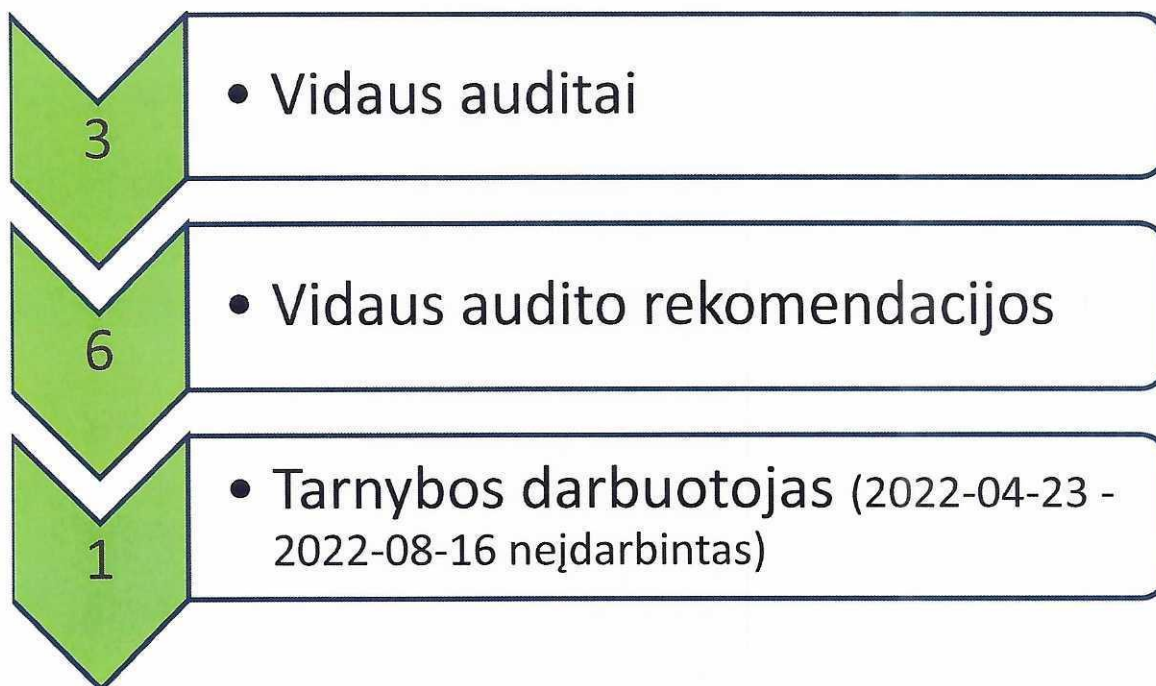 3
• Vidaus auditai
6
• Vidaus audito rekomendacijos
1
• Tarnybos darbuotojas (2022-04-23 -
2022-08-16 neįdarbintas)